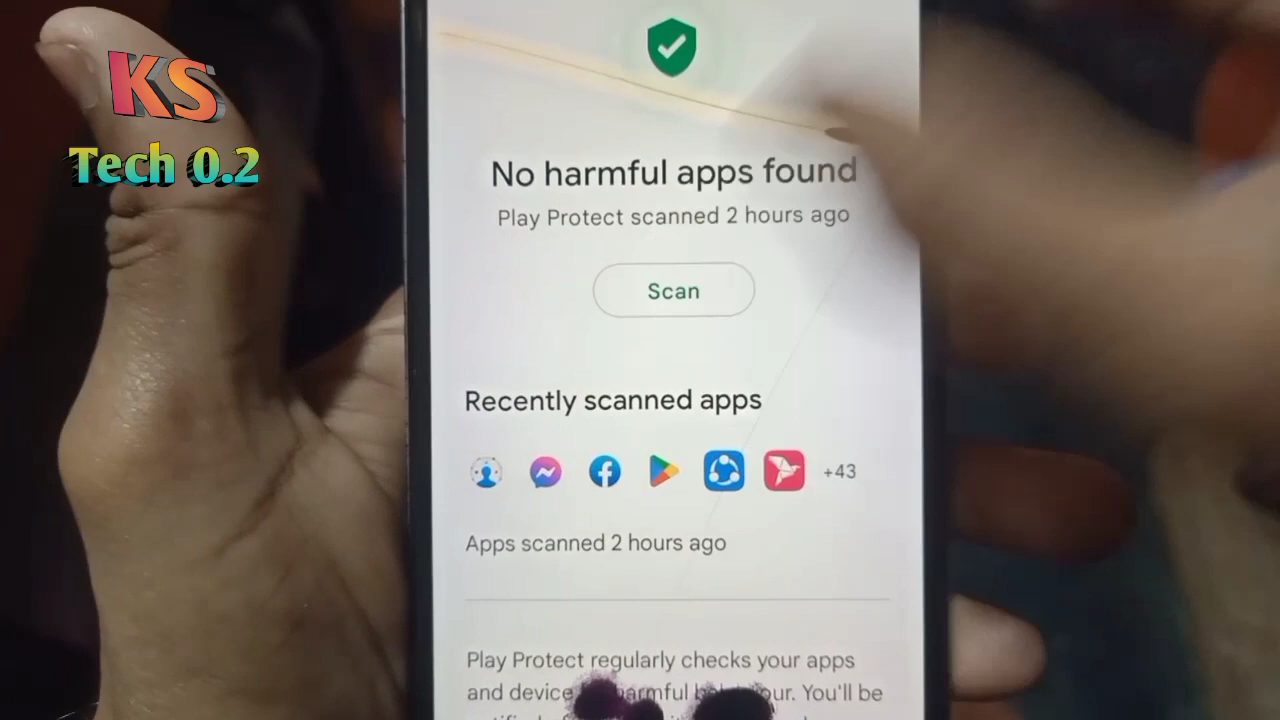 KS
Tech 0.2
No harmful apps found
Play Protect scanned 2 hours ago
Scan
Recently scanned apps
+43
Apps scanned 2 hours ago
Play Protect regularly checks your apps
and device harmful You'll be